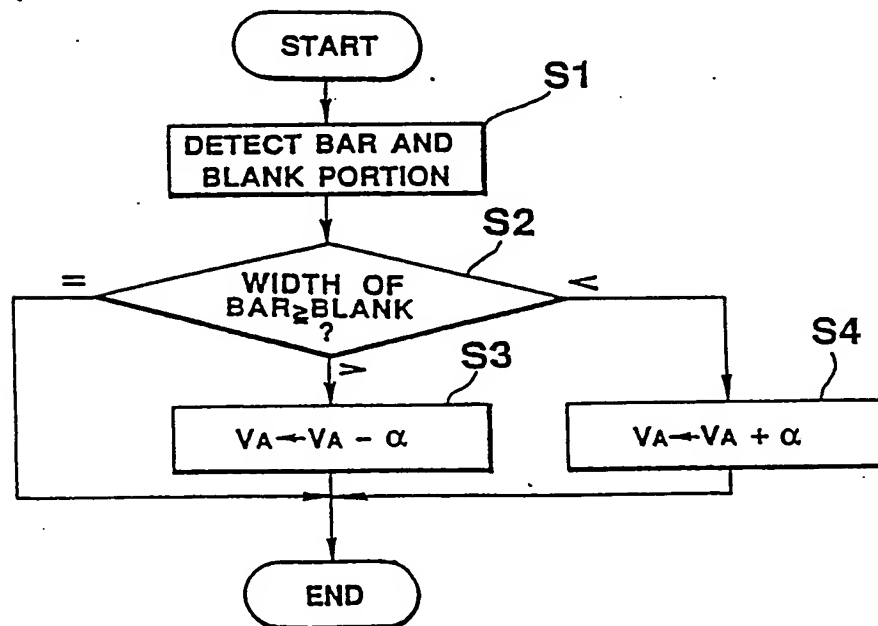 START
S1
DETECT BAR AND
BLANK PORTION
S2
=
WIDTH OF
BAR≧BLANK
?
<
>
S3
VA←VA - α
S4
VA←VA + α
END